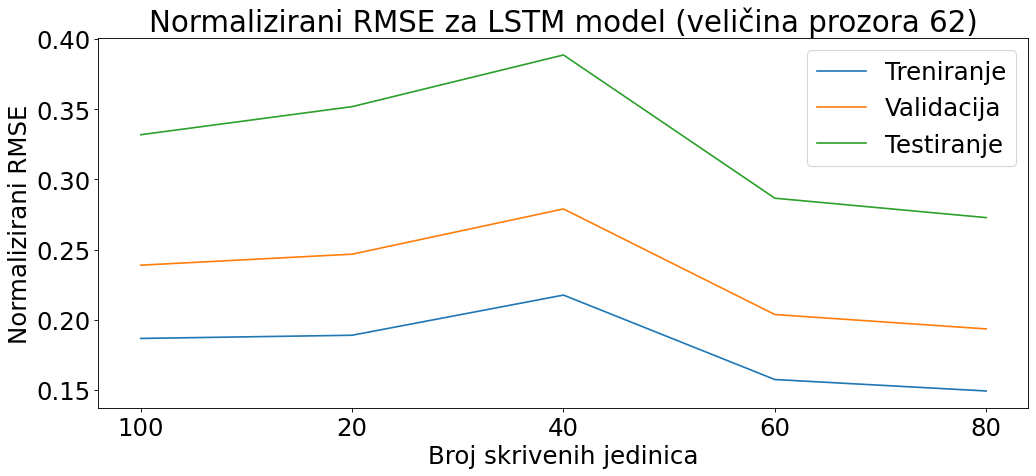 Normalizirani RMSE za LSTM model (veličina prozora 62)
Normalizirani RMSE
0.40
0.35
0.30
0.25
0.20
0.15
Treniranje
Validacija
Testiranje
100 20 40 60 80
Broj skrivenih jedinica